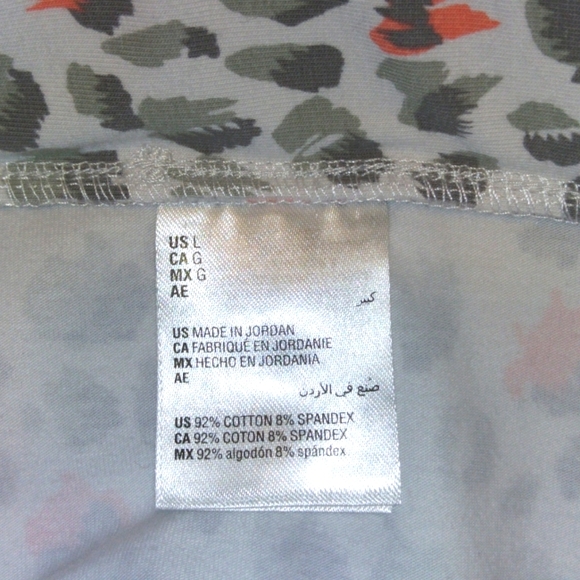 US L
CA G
MX G
AE
كبير
US MADE IN JORDAN
CA FABRIQUÉ EN JORDANIE
MX HECHO EN JORDANIA
AE
صُنع في الأردن
US 92% COTTON 8% SPANDEX
CA 92% COTON 8% SPANDEX
MX 92% algodón 8% spándex